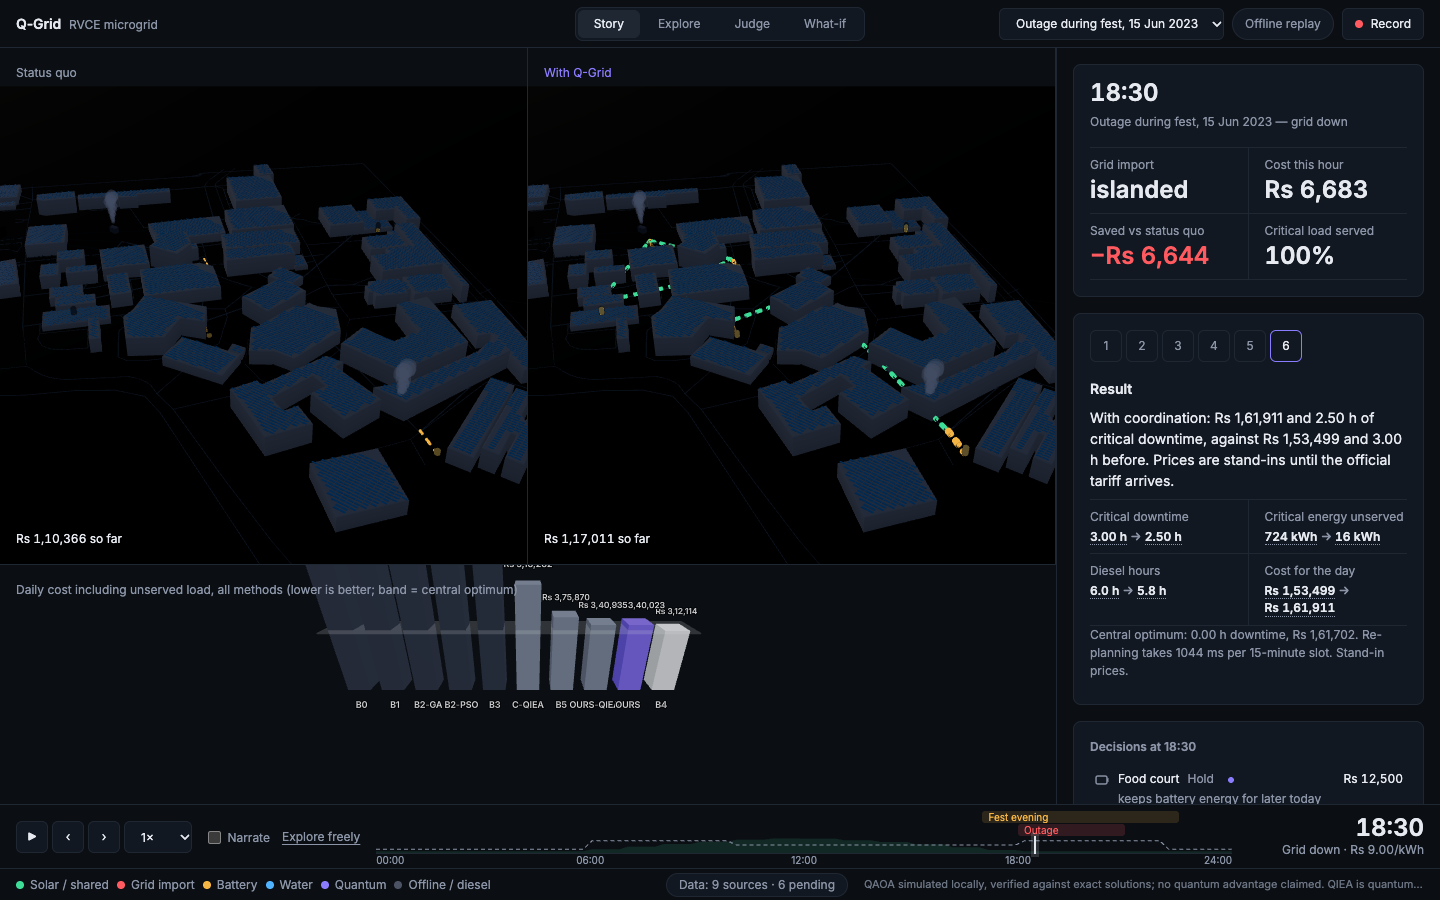 Q-Grid RVCE microgrid
Story Explore Judge What-if
Outage during fest, 15 Jun 2023
Offline replay
Record
Status quo
With Q-Grid
Rs 1,10,366 so far
Rs 1,17,011 so far
18:30
Outage during fest, 15 Jun 2023 — grid down
Grid import Cost this hour
islanded Rs 6,683
Saved vs status quo Critical load served
−Rs 6,644 100%
1 2 3 4 5 6
Result
With coordination: Rs 1,61,911 and 2.50 h of
critical downtime, against Rs 1,53,499 and 3.00
h before. Prices are stand-ins until the official
tariff arrives.
Critical downtime Critical energy unserved
3.00 h → 2.50 h 724 kWh → 16 kWh
Diesel hours Cost for the day
6.0 h → 5.8 h Rs 1,53,499 →
Rs 1,61,911
Central optimum: 0.00 h downtime, Rs 1,61,702. Re-
planning takes 1044 ms per 15-minute slot. Stand-in
prices.
Decisions at 18:30
Food court Hold Rs 12,500
keeps battery energy for later today
Daily cost including unserved load, all methods (lower is better; band = central optimum)
Rs 3,75,870
Rs 3,40,935
3,40,023
Rs 3,12,114
B0 B1 B2-GA B2-PSO B3 C-QIEA B5 OURS-QIEA OURS B4
1×
Narrate
Explore freely
Fest evening
Outage
00:00 06:00 12:00 18:00 24:00
18:30
Grid down · Rs 9.00/kWh
Solar / shared Grid import Battery Water Quantum Offline / diesel
Data: 9 sources · 6 pending
QAOA simulated locally, verified against exact solutions; no quantum advantage claimed. QIEA is quantum...